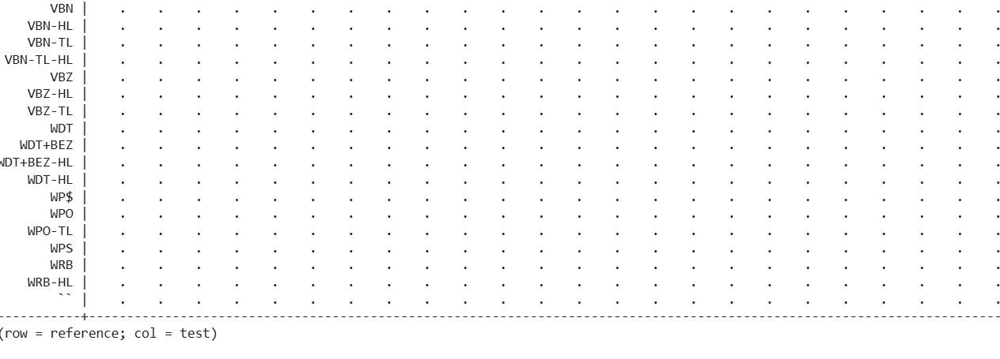 VBN | . . . . . . . . . . . . . . . . . . . . . . . .
VBN-HL | . . . . . . . . . . . . . . . . . . . . . . . .
VBN-TL | . . . . . . . . . . . . . . . . . . . . . . . .
VBN-TL-HL | . . . . . . . . . . . . . . . . . . . . . . . .
VBZ | . . . . . . . . . . . . . . . . . . . . . . . .
VBZ-HL | . . . . . . . . . . . . . . . . . . . . . . . .
VBZ-TL | . . . . . . . . . . . . . . . . . . . . . . . .
WDT | . . . . . . . . . . . . . . . . . . . . . . . .
WDT+BEZ | . . . . . . . . . . . . . . . . . . . . . . . .
WDT+BEZ-HL | . . . . . . . . . . . . . . . . . . . . . . . .
WDT-HL | . . . . . . . . . . . . . . . . . . . . . . . .
WP$ | . . . . . . . . . . . . . . . . . . . . . . . .
WPO | . . . . . . . . . . . . . . . . . . . . . . . .
WPO-TL | . . . . . . . . . . . . . . . . . . . . . . . .
WPS | . . . . . . . . . . . . . . . . . . . . . . . .
WRB | . . . . . . . . . . . . . . . . . . . . . . . .
WRB-HL | . . . . . . . . . . . . . . . . . . . . . . . .
`` | . . . . . . . . . . . . . . . . . . . . . . . .
-----------+------------------------------------------------------------------------------------------------------------------------
(row = reference; col = test)